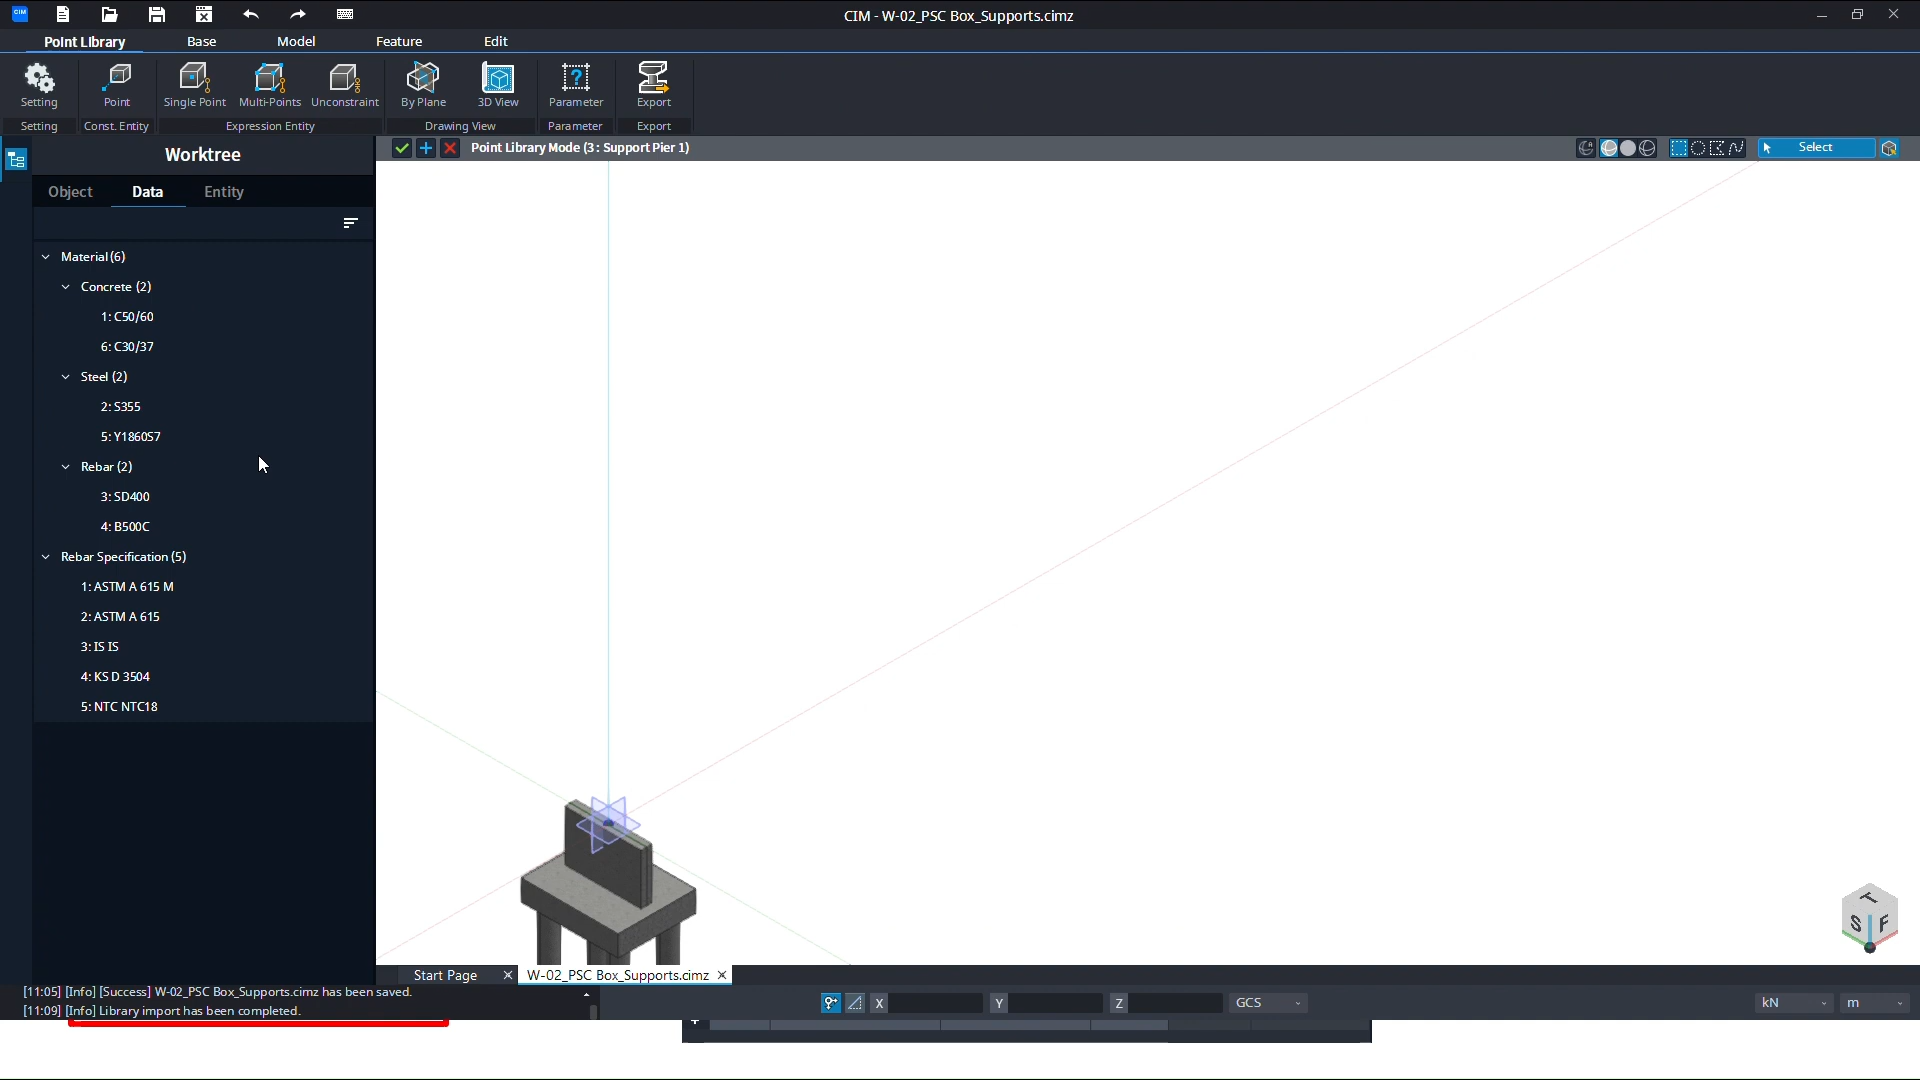 CIM
CIM - W-02_PSC Box_Supports.cimz
Point Library Base Model Feature Edit
Setting Point Single Point Multi-Points Unconstraint By Plane 3D View Parameter Export
Setting Const. Entity Expression Entity Drawing View Parameter Export
Worktree
Point Library Mode (3 : Support Pier 1)
Select
Object Data Entity
Material(6)
Concrete (2)
1: C50/60
6: C30/37
Steel (2)
2: S355
5: Y1860S7
Rebar (2)
3: SD400
4: B500C
Rebar Specification (5)
1: ASTM A 615 M
2: ASTM A 615
3: IS IS
4: KS D 3504
5: NTC NTC18
T
S F
Start Page W-02_PSC Box_Supports.cimz
[11:05] [Info] [Success] W-02_PSC Box_Supports.cimz has been saved.
[11:09] [Info] Library import has been completed.
X Y Z GCS kN m